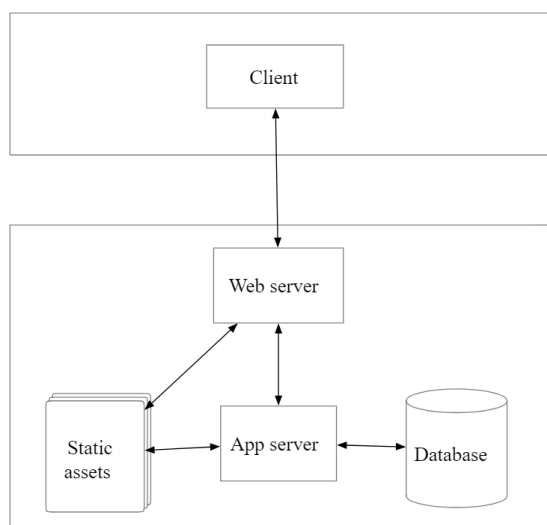 Client
Web server
Static
assets
App server
Database